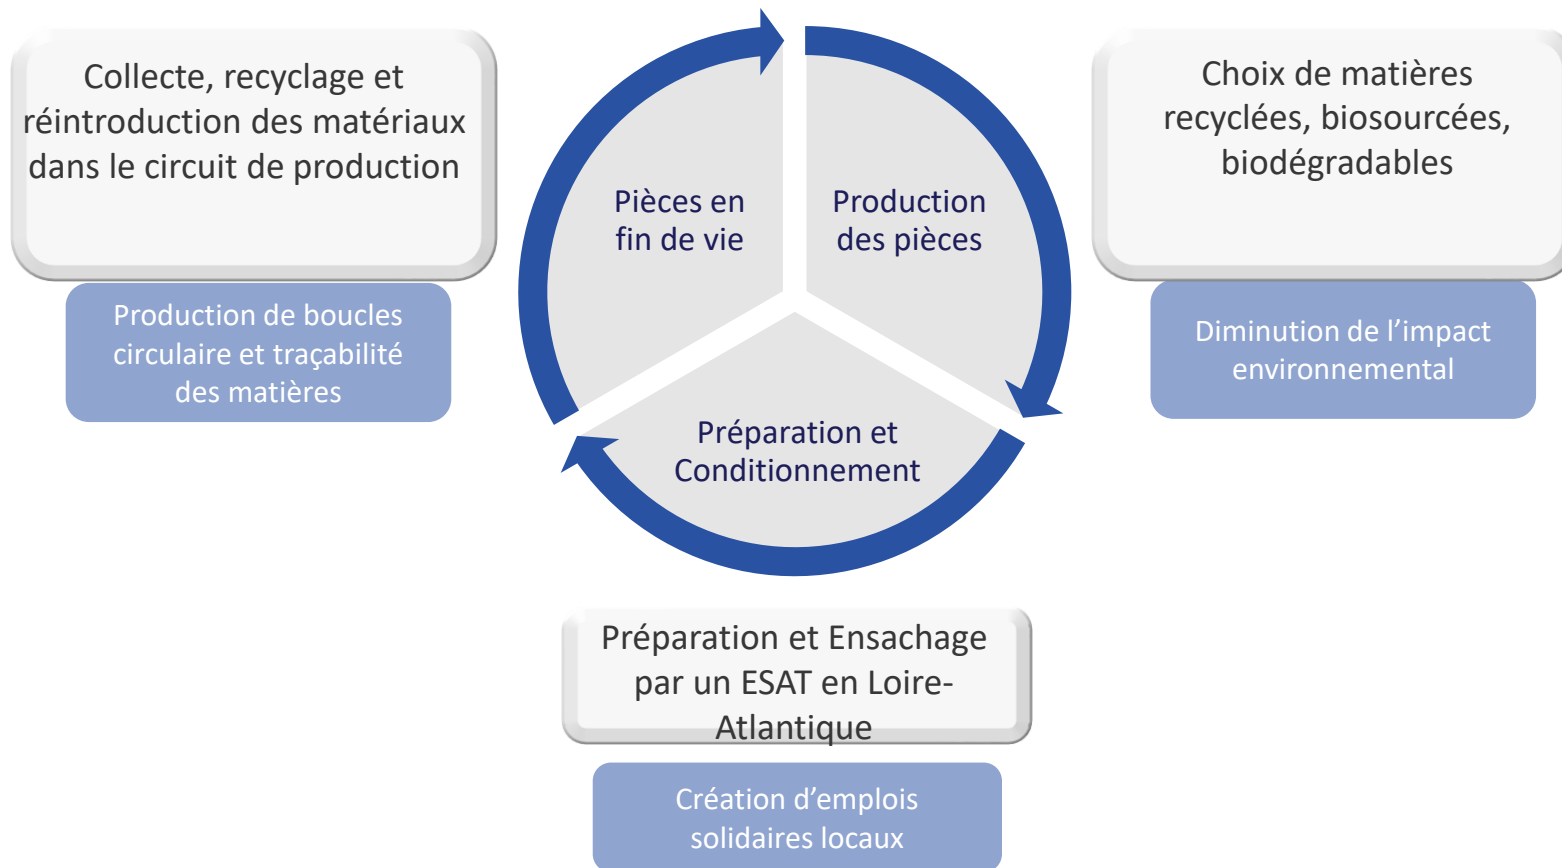 Collecte, recyclage et
réintroduction des matériaux
dans le circuit de production
Production de boucles
circulaire et traçabilité
des matières
Pièces en
fin de vie
Production
des pièces
Préparation et
Conditionnement
Choix de matières
recyclées, biosourcées,
biodégradables
Diminution de l’impact
environnemental
Préparation et Ensachage
par un ESAT en Loire-
Atlantique
Création d’emplois
solidaires locaux